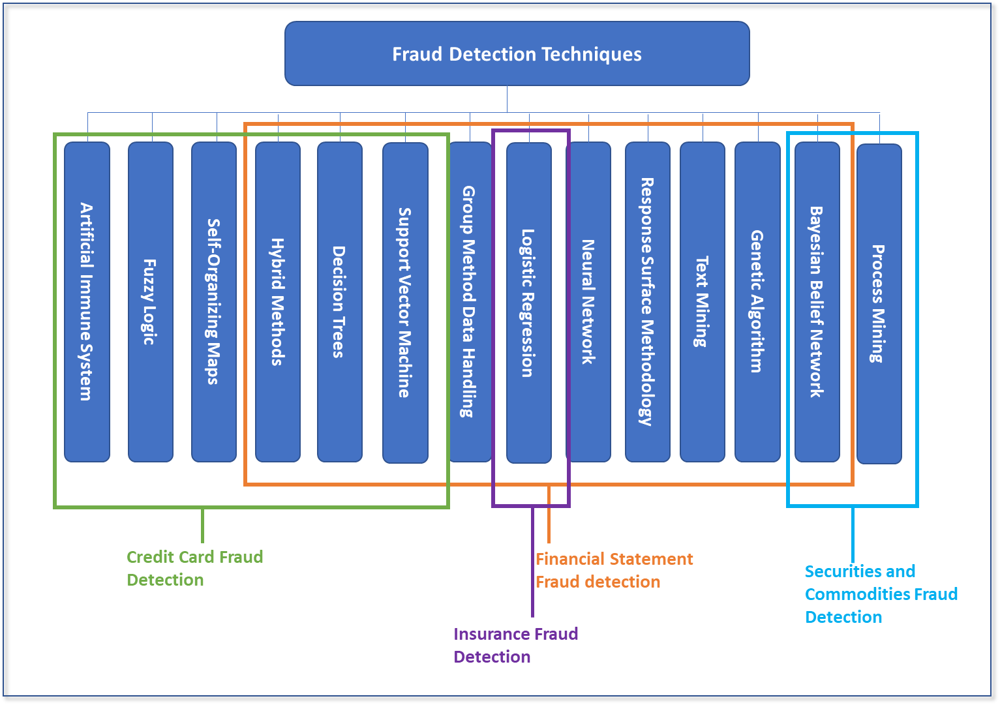 Fraud Detection Techniques
Artificial Immune System
Fuzzy Logic
Self-Organizing Maps
Hybrid Methods
Decision Trees
Support Vector Machine
Group Method Data Handling
Logistic Regression
Neural Network
Response Surface Methodology
Text Mining
Genetic Algorithm
Bayesian Belief Network
Process Mining
Credit Card Fraud
Detection
Financial Statement
Fraud detection
Securities and
Commodities Fraud
Detection
Insurance Fraud
Detection